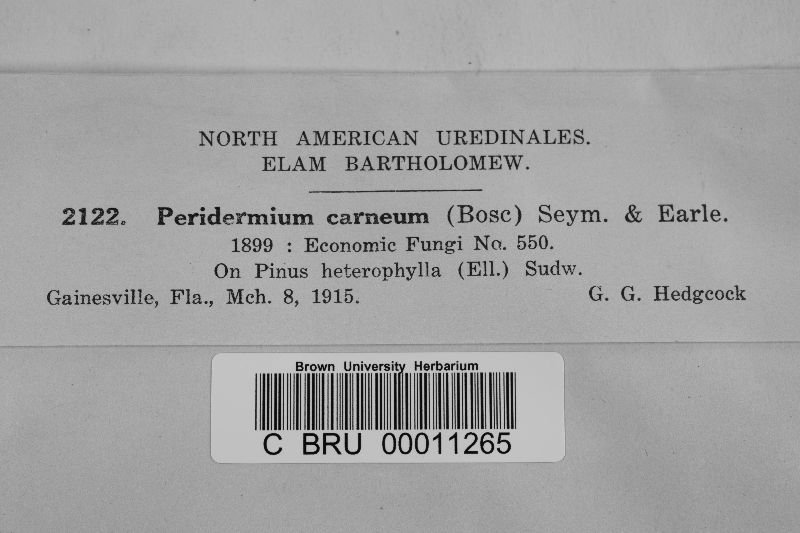 NORTH AMERICAN UREDINALES.
ELAM BARTHOLOMEW.
2122. Peridermium carneum (Bosc) Seym. & Earle.
1899 : Economic Fungi No. 550.
On Pinus heterophylla (Ell.) Sudw.
Gainesville, Fla., Mch. 8, 1915. G. G. Hedgcock
Brown University Herbarium
C BRU 00011265